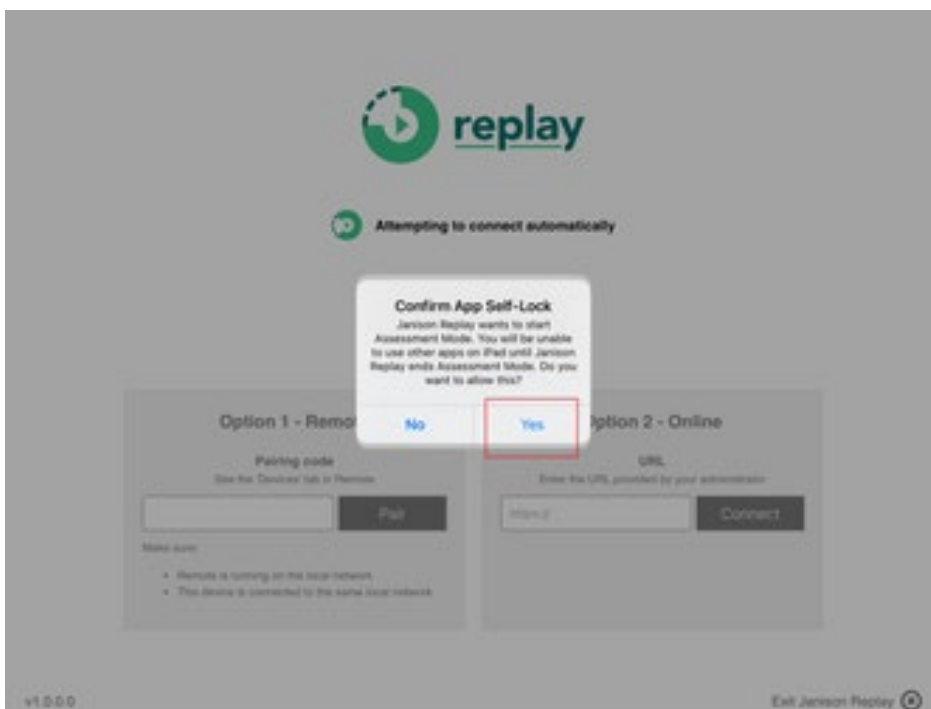 replay
Attempting to connect automatically
Confirm App Self-Lock
Janison Replay wants to start
Assessment Mode. You will be unable
to use other apps on iPad until Janison
Replay ends Assessment Mode. Do you
want to allow this?
No
Yes
Option 1 - Remo
Pairing code
See the 'Devices' tab in Remote
Pair
Make sure:
• Remote is running on the local network
• This device is connected to the same local network
Option 2 - Online
URL
Enter the URL provided by your administrator
https://
Connect
v1.0.0.0
Exit Janison Replay